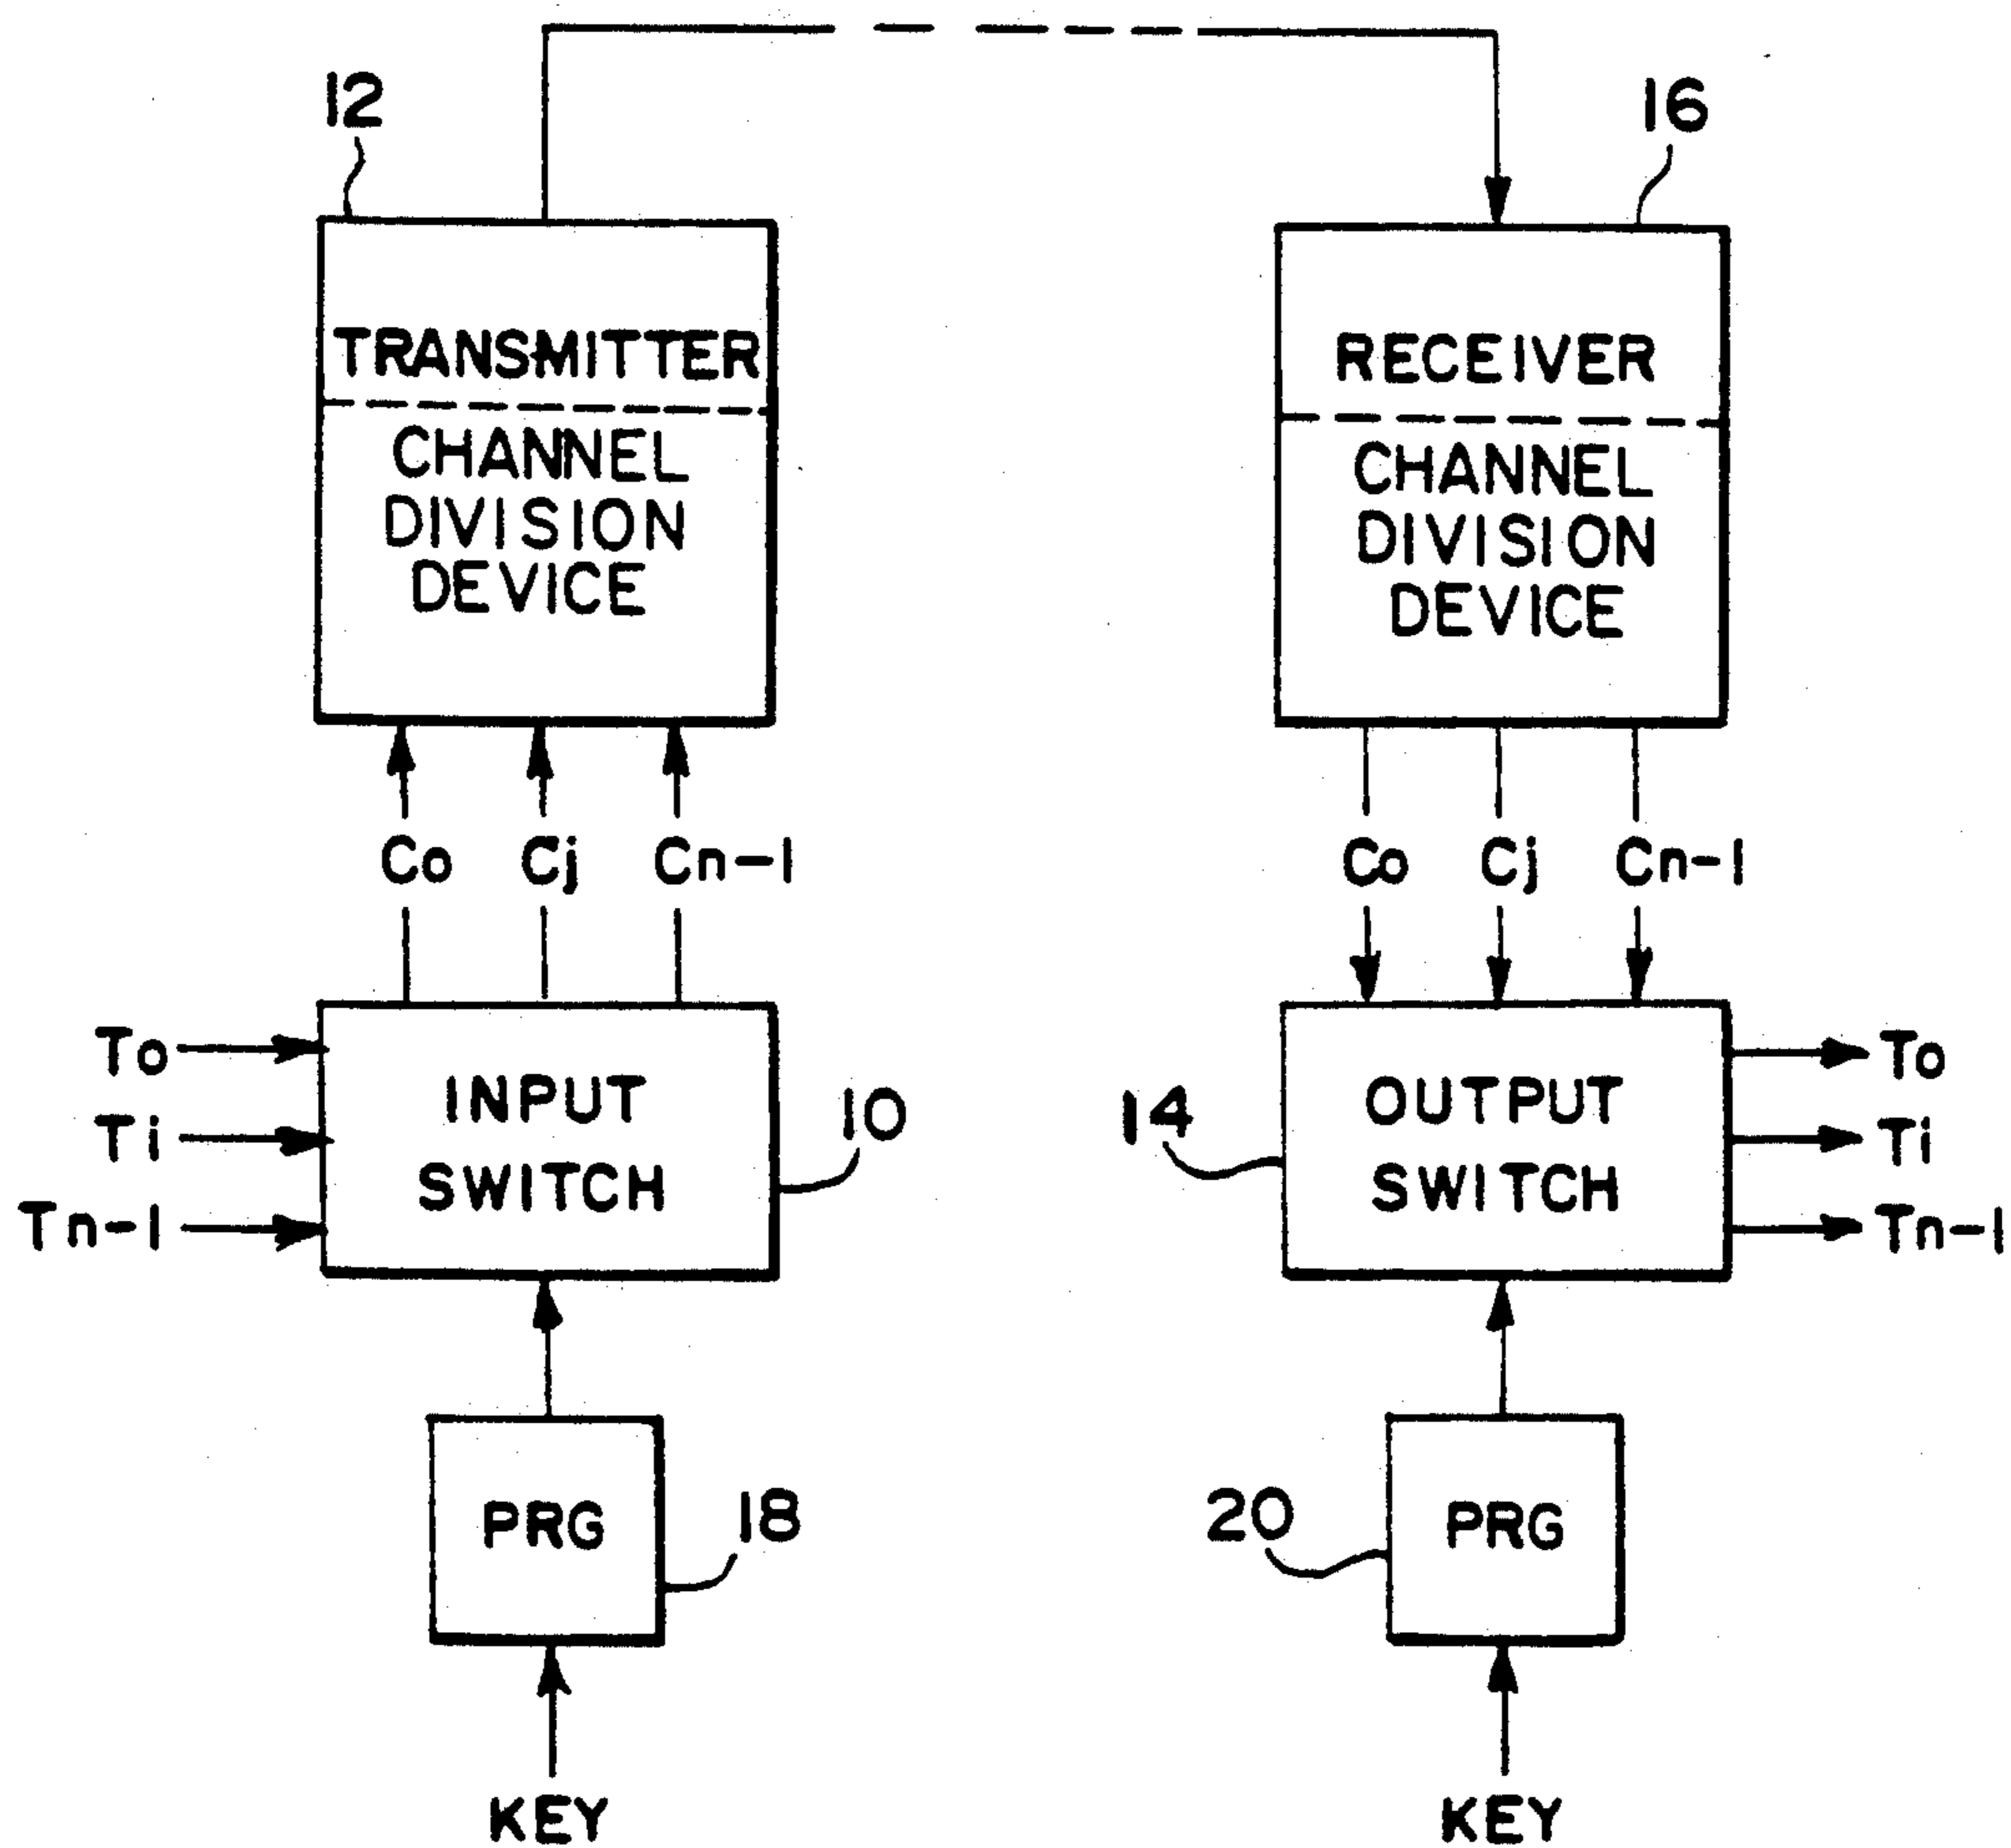 12
16
TRANSMITTER
CHANNEL
DIVISION
DEVICE
RECEIVER
CHANNEL
DIVISION
DEVICE
Co Cj Cn-1
Co Cj Cn-1
To
Ti
Tn-1
INPUT
SWITCH
10
14
OUTPUT
SWITCH
To
Ti
Tn-1
PRG
18
20
PRG
KEY
KEY